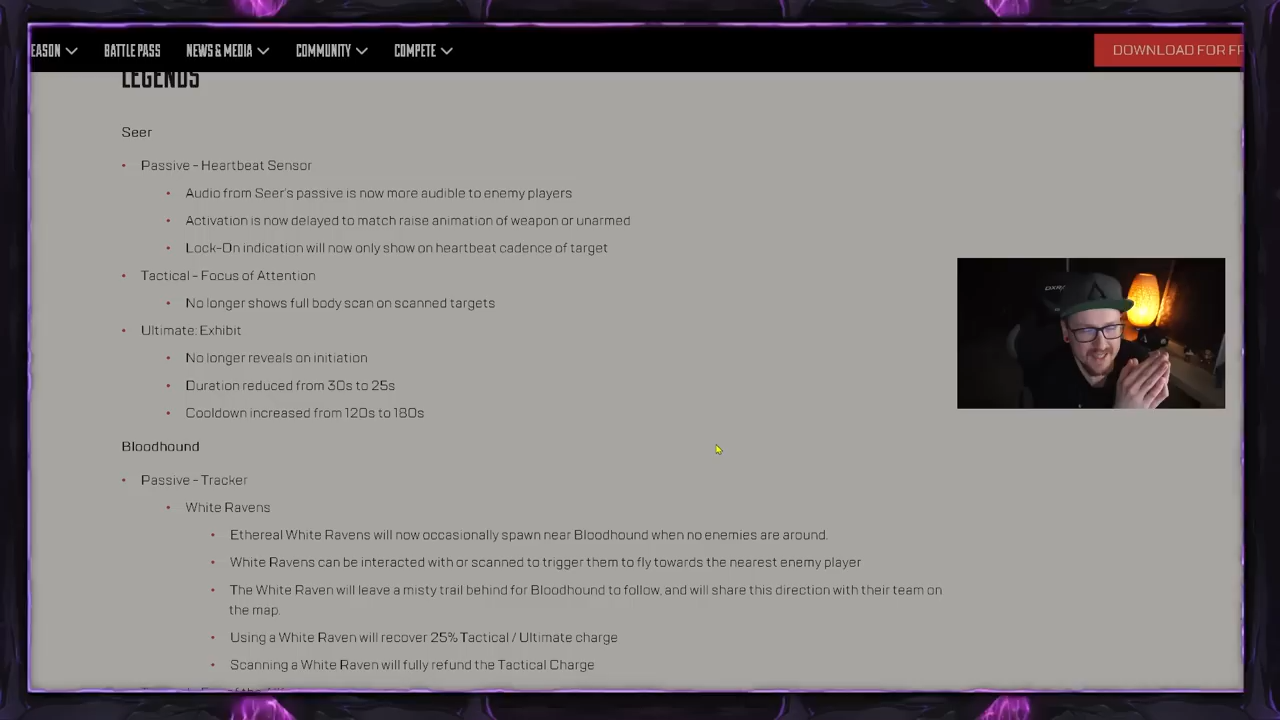 EASON
BATTLE PASS
NEWS & MEDIA
COMMUNITY
COMPETE
DOWNLOAD FOR FR
LEGENDS
Seer
• Passive - Heartbeat Sensor
• Audio from Seer's passive is now more audible to enemy players
• Activation is now delayed to match raise animation of weapon or unarmed
• Lock-On indication will now only show on heartbeat cadence of target
• Tactical - Focus of Attention
• No longer shows full body scan on scanned targets
• Ultimate: Exhibit
• No longer reveals on initiation
• Duration reduced from 30s to 25s
• Cooldown increased from 120s to 180s
Bloodhound
• Passive - Tracker
• White Ravens
• Ethereal White Ravens will now occasionally spawn near Bloodhound when no enemies are around.
• White Ravens can be interacted with or scanned to trigger them to fly towards the nearest enemy player
• The White Raven will leave a misty trail behind for Bloodhound to follow, and will share this direction with their team on
the map.
• Using a White Raven will recover 25% Tactical / Ultimate charge
• Scanning a White Raven will fully refund the Tactical Charge